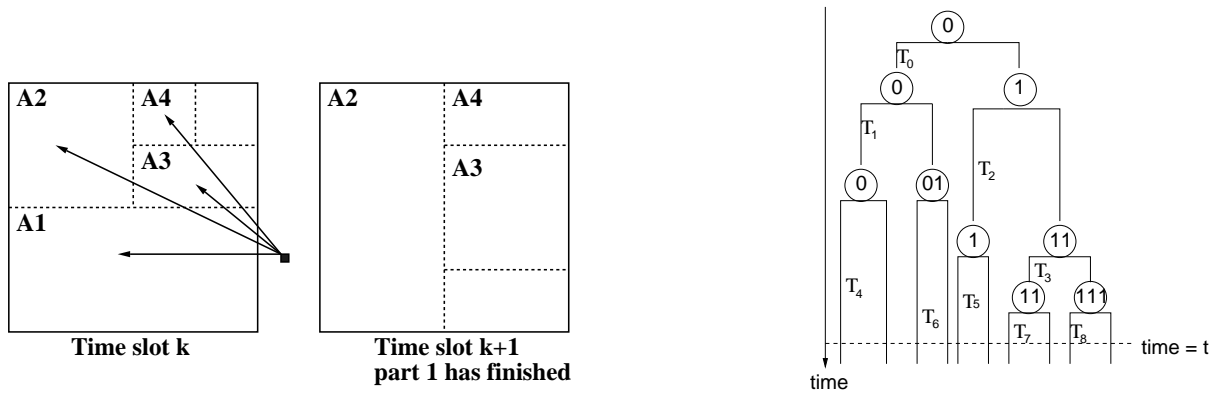 A2
A4
A3
A1
Time slot k
A2
A4
A3
Time slot k+1
part 1 has finished
0
T0
0
1
T1
T2
0
01
1
11
T3
T4
T5
11
111
T6
T7
T8
time = t
time